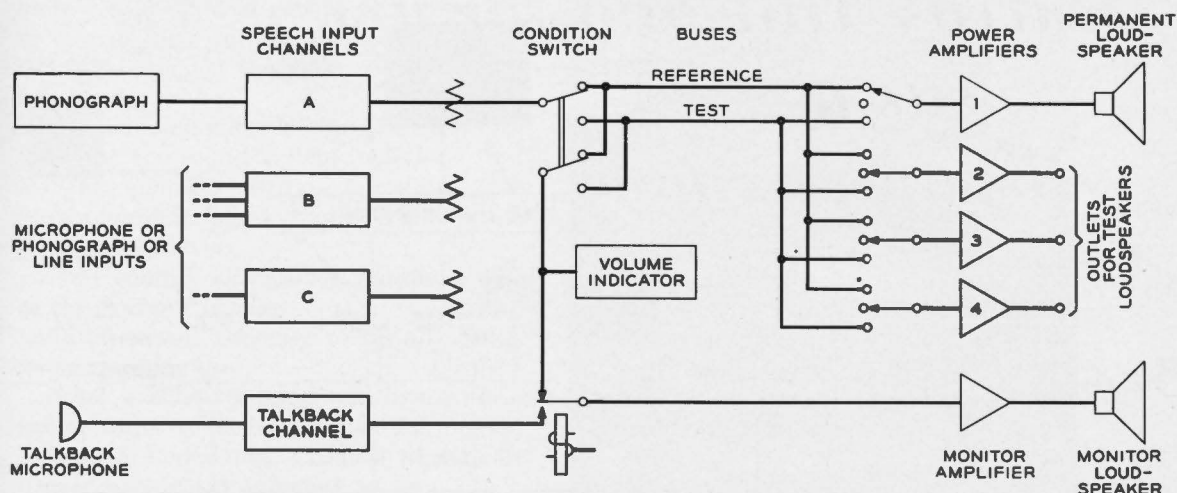 SPEECH INPUT
CHANNELS
CONDITION
SWITCH
BUSES
POWER
AMPLIFIERS
PERMANENT
LOUD-
SPEAKER
PHONOGRAPH
A
REFERENCE
TEST
1
B
2
MICROPHONE OR
PHONOGRAPH OR
LINE INPUTS
C
VOLUME
INDICATOR
3
4
OUTLETS
FOR TEST
LOUDSPEAKERS
TALKBACK
CHANNEL
TALKBACK
MICROPHONE
MONITOR
AMPLIFIER
MONITOR
LOUD-
SPEAKER